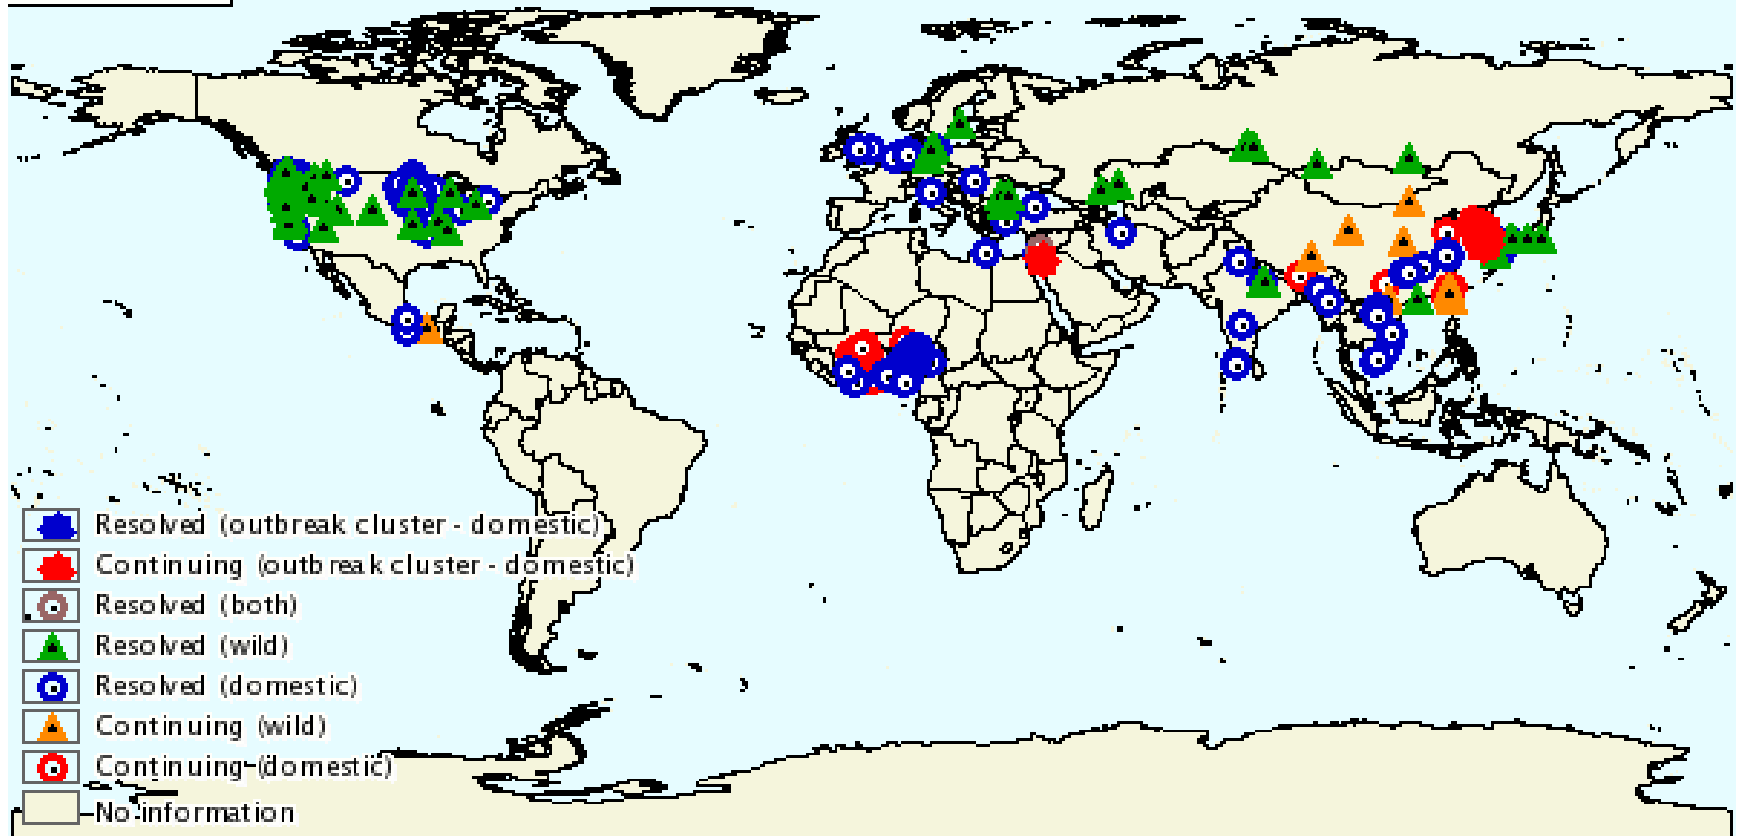 Resolved (outbreak cluster - domestic)
Continuing (outbreak cluster - domestic)
Resolved (both)
Resolved (wild)
Resolved (domestic)
Continuing (wild)
Continuing (domestic)
No information